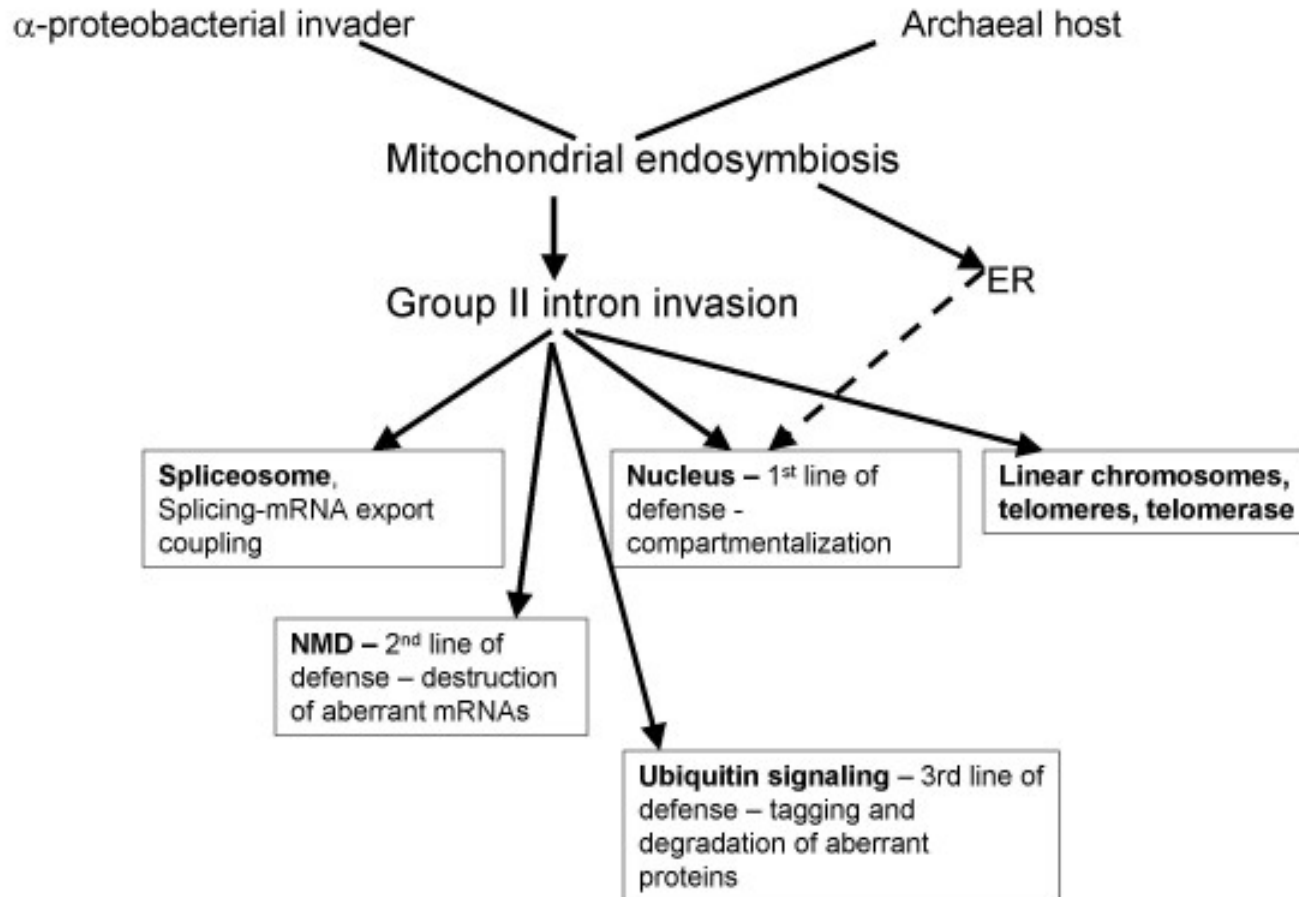 α-proteobacterial invader
Archaeal host
Mitochondrial endosymbiosis
ER
Group II intron invasion
Spliceosome,
Splicing-mRNA export
coupling
Nucleus – 1st line of
defense -
compartmentalization
Linear chromosomes,
telomeres, telomerase
NMD – 2nd line of
defense – destruction
of aberrant mRNAs
Ubiquitin signaling – 3rd line of
defense – tagging and
degradation of aberrant
proteins